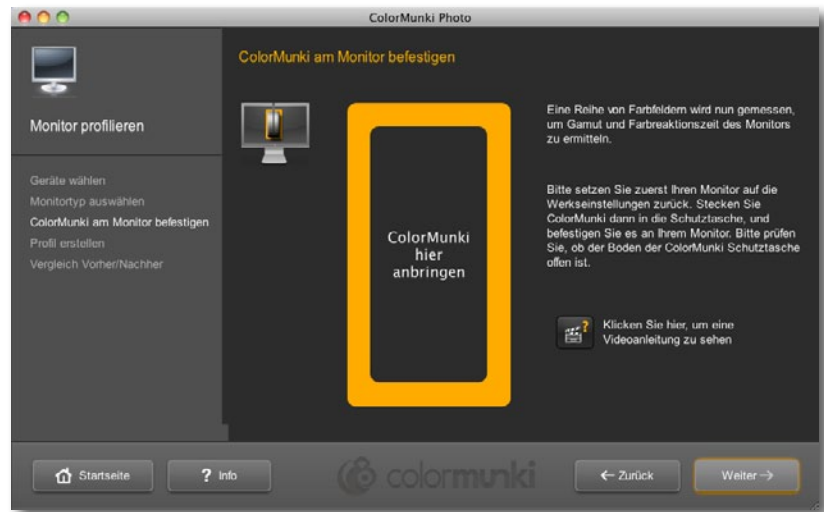 ColorMunki Photo
Monitor profilieren
Geräte wählen
Monitortyp auswählen
ColorMunki am Monitor befestigen
Profil erstellen
Vergleich Vorher/Nachher
ColorMunki am Monitor befestigen
ColorMunki
hier
anbringen
Eine Reihe von Farbfeldern wird nun gemessen,
um Gamut und Farbreaktionszeit des Monitors
zu ermitteln.
Bitte setzen Sie zuerst Ihren Monitor auf die
Werkseinstellungen zurück. Stecken Sie
ColorMunki dann in die Schutztasche, und
befestigen Sie es an Ihrem Monitor. Bitte prüfen
Sie, ob der Boden der ColorMunki Schutztasche
offen ist.
?
Klicken Sie hier, um eine
Videoanleitung zu sehen
Startseite
? Info
colormunki
← Zurück
Weiter →